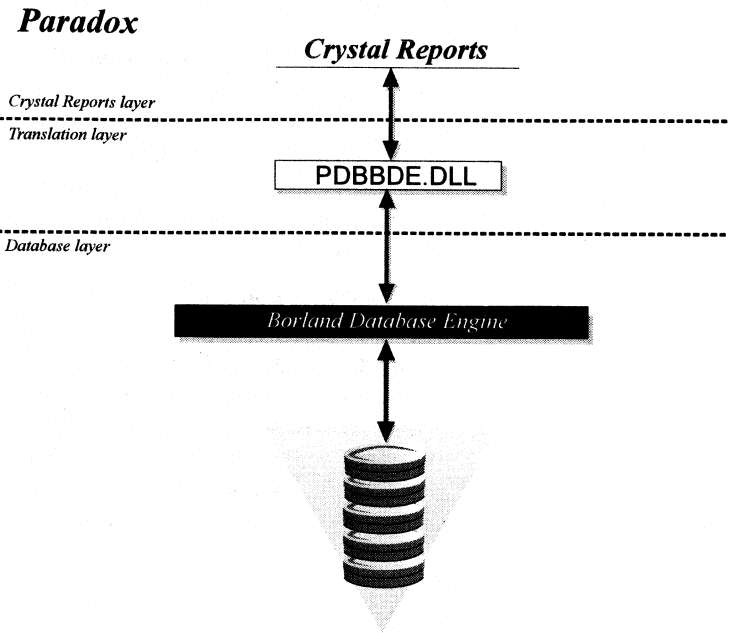 Paradox
Crystal Reports
Crystal Reports layer
Translation layer
PDBBDE.DLL
Database layer
Borland Database Engine